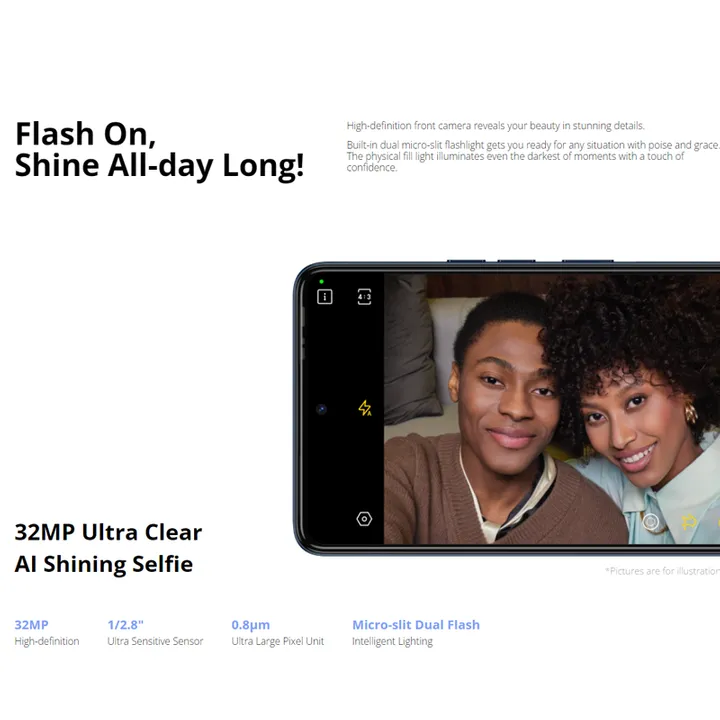 Flash On,
Shine All-day Long!
High-definition front camera reveals your beauty in stunning details.
Built-in dual micro-slit flashlight gets you ready for any situation with poise and grace.
The physical fill light illuminates even the darkest of moments with a touch of
confidence.
4:3
A
32MP Ultra Clear
AI Shining Selfie
*Pictures are for illustration
32MP
High-definition
1/2.8"
Ultra Sensitive Sensor
0.8μm
Ultra Large Pixel Unit
Micro-slit Dual Flash
Intelligent Lighting